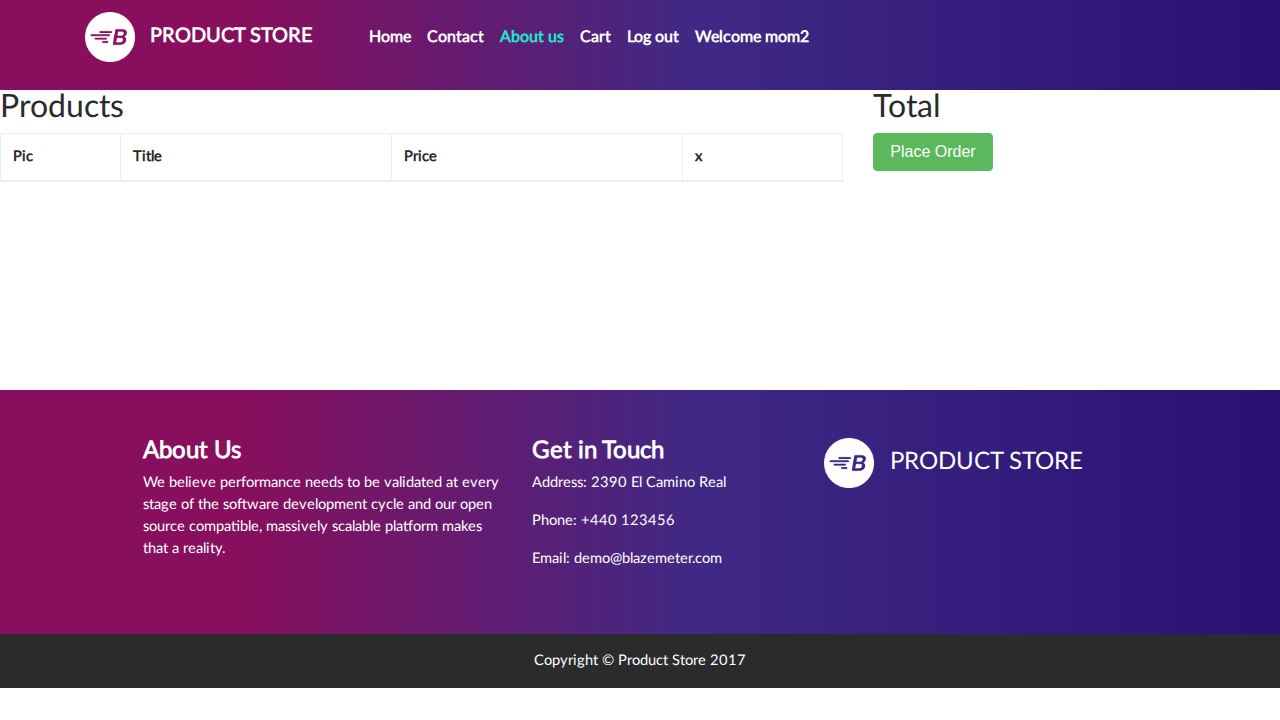 B PRODUCT STORE Home Contact About us Cart Log out Welcome mom2
Products
Total
Pic Title Price x
Place Order
About Us
We believe performance needs to be validated at every
stage of the software development cycle and our open
source compatible, massively scalable platform makes
that a reality.
Get in Touch
Address: 2390 El Camino Real
Phone: +440 123456
Email: demo@blazemeter.com
B PRODUCT STORE
Copyright © Product Store 2017